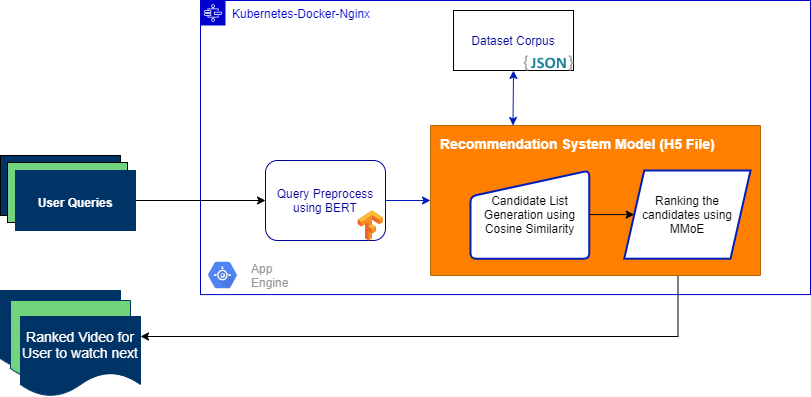 Kubernetes-Docker-Nginx
Dataset Corpus
{JSON}
Recommendation System Model (H5 File)
User Queries
Query Preprocess
using BERT
Candidate List
Generation using
Cosine Similarity
Ranking the
candidates using
MMoE
App
Engine
Ranked Video for
User to watch next